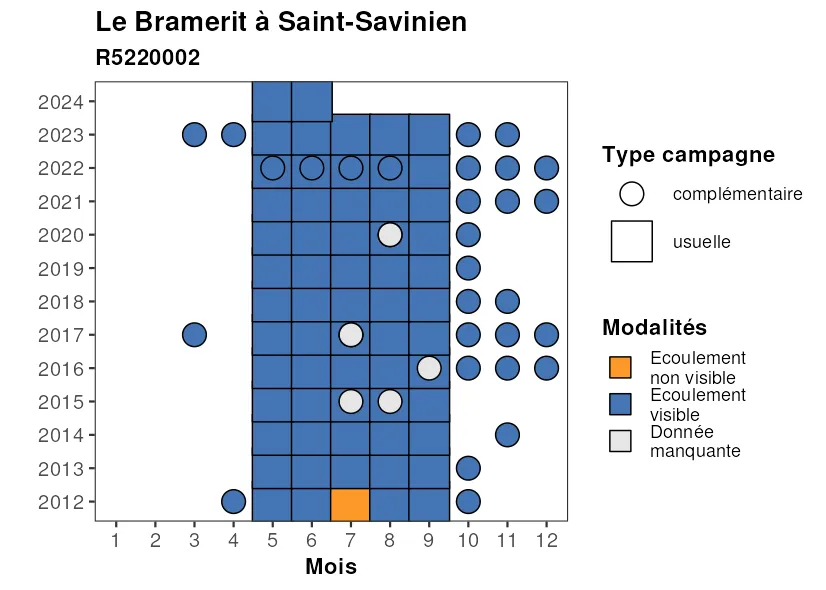 Le Bramerit à Saint-Savinien
R5220002
2024
2023
2022
2021
2020
2019
2018
2017
2016
2015
2014
2013
2012
1 2 3 4 5 6 7 8 9 10 11 12
Mois
Type campagne
complémentaire
usuelle
Modalités
Ecoulement
non visible
Ecoulement
visible
Donnée
manquante